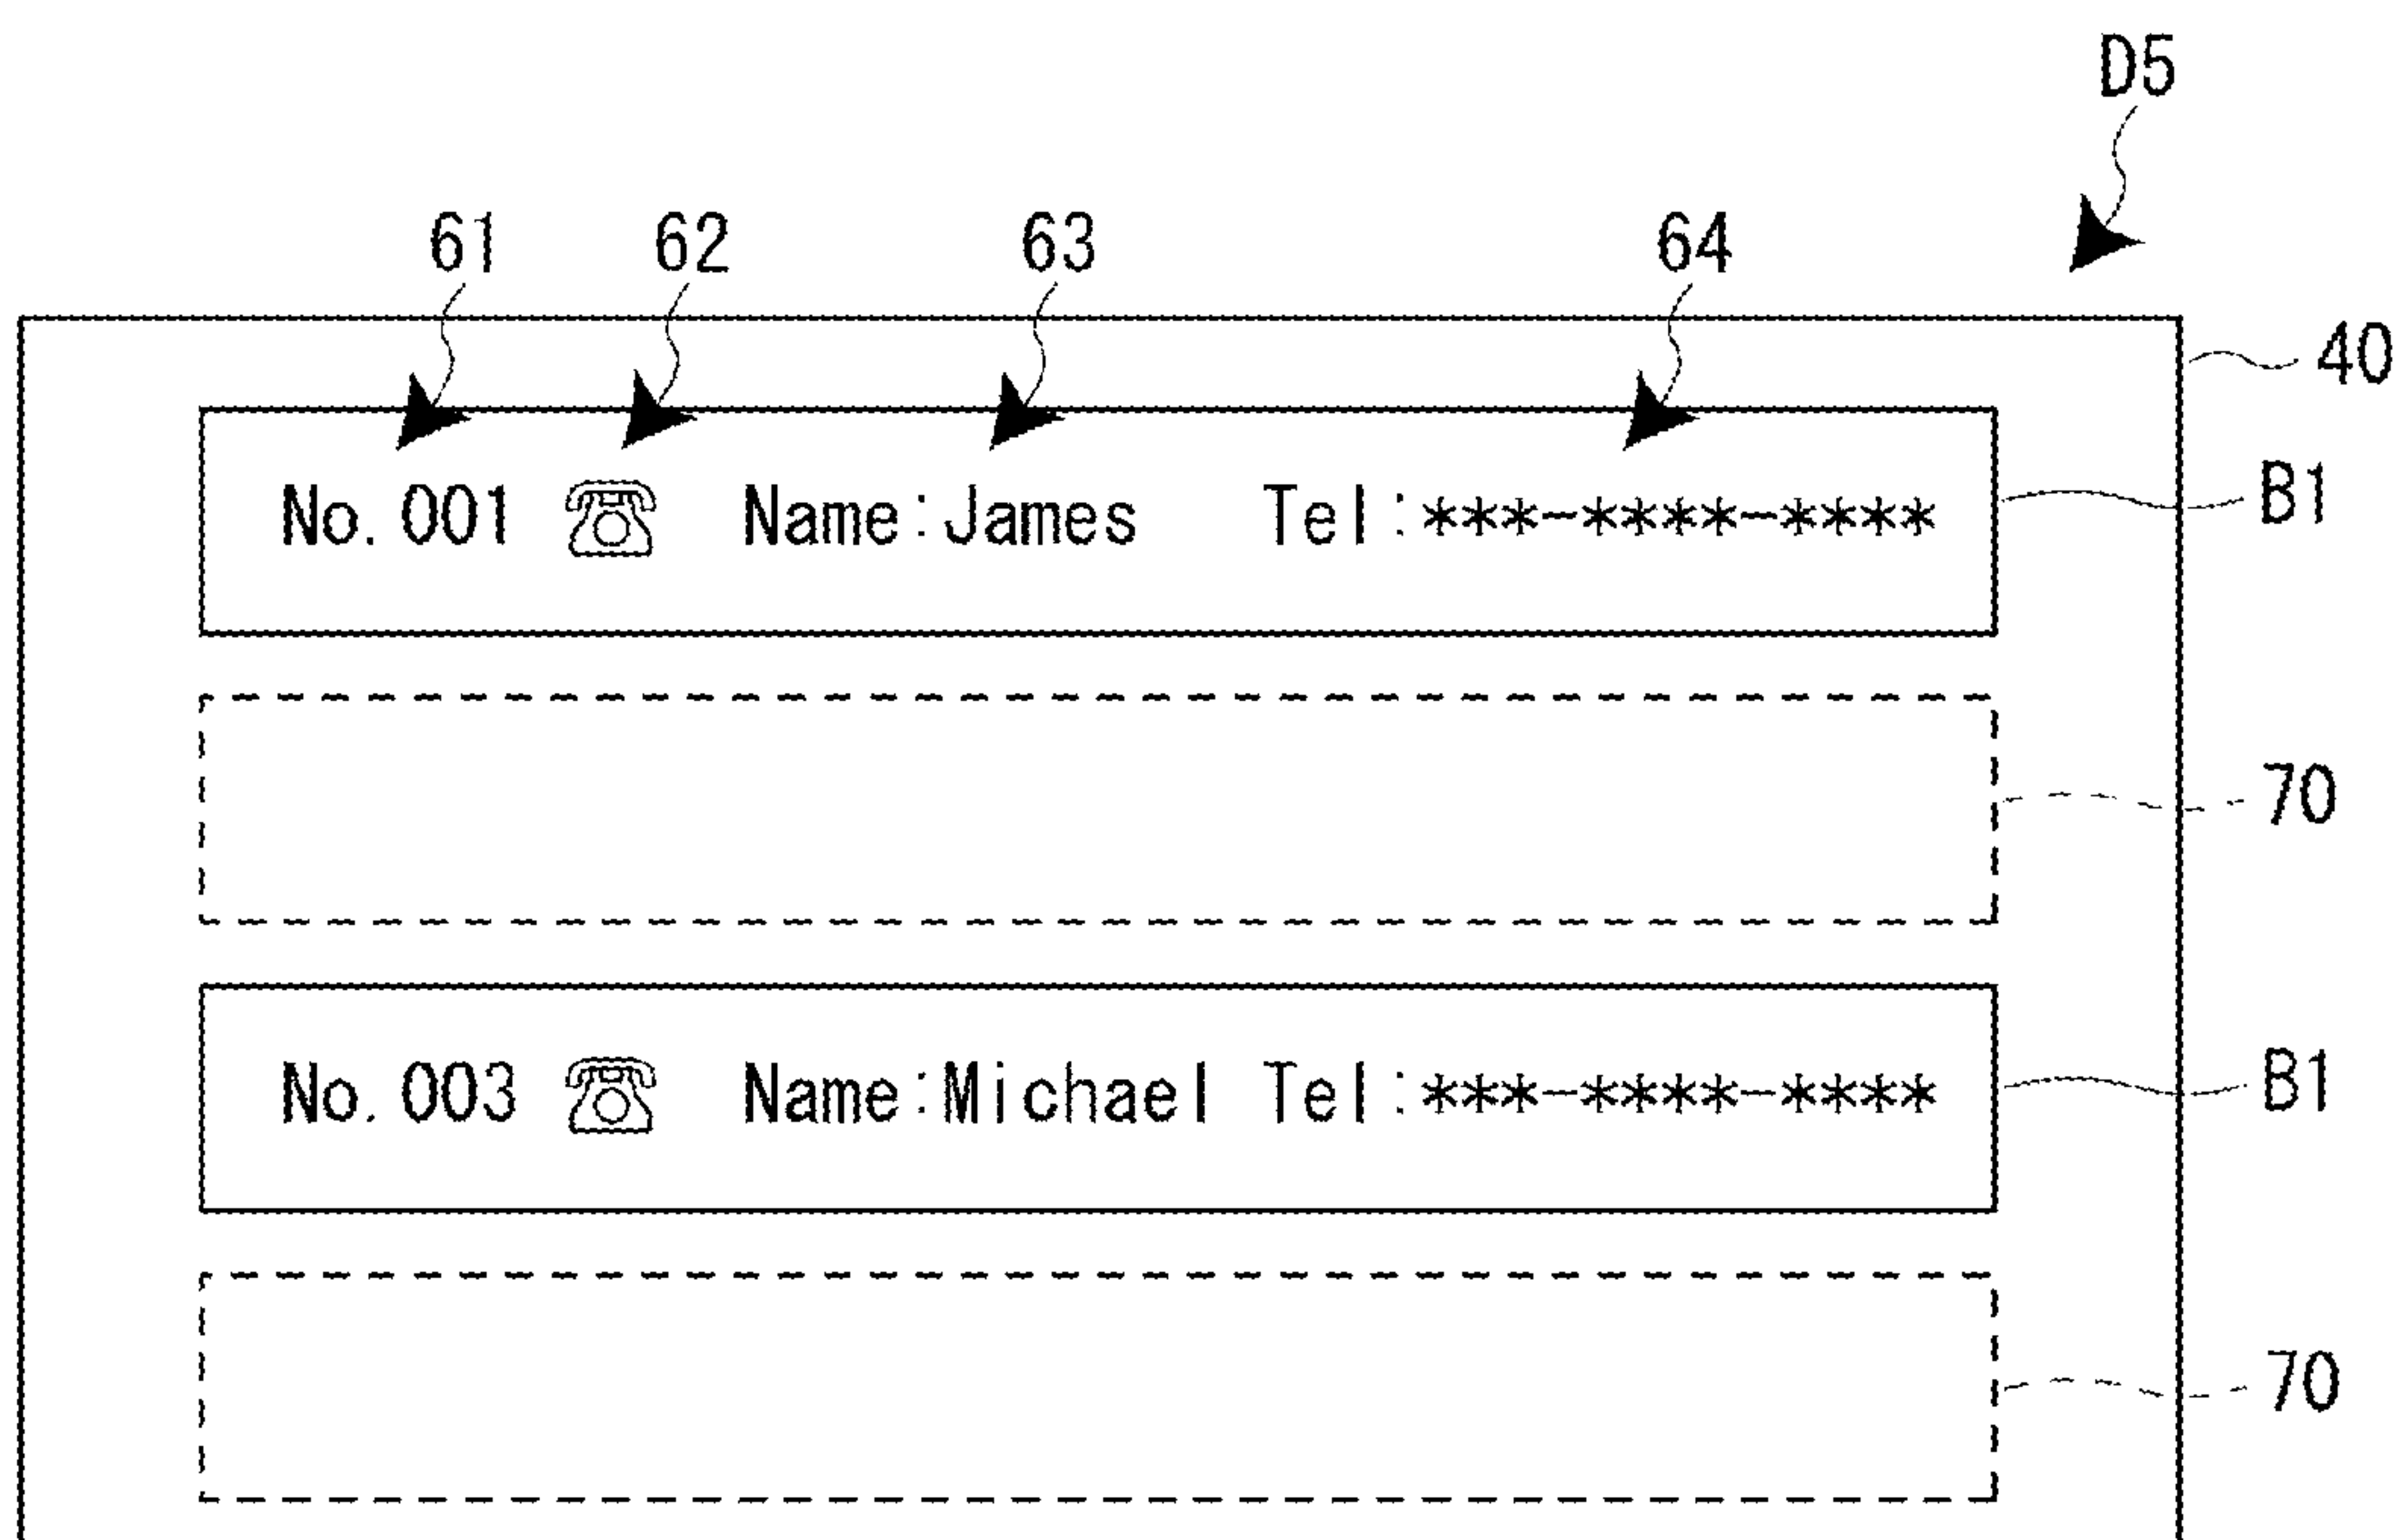 D5
61 62 63 64
40
No. 001 Name:James Tel:***-****-**** B1
70
No. 003 Name:Michael Tel:***-****-**** B1
70